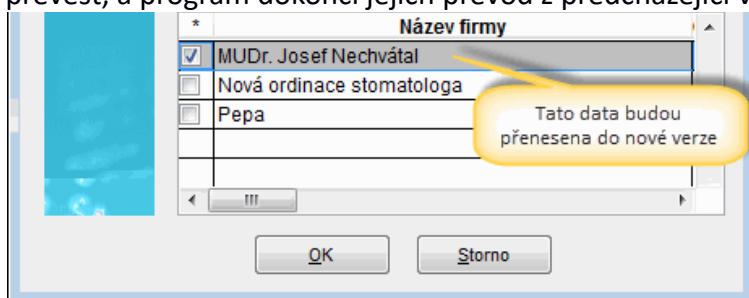 převést, a program dokončí jejich převod z předcházející v
* Název firmy
MUDr. Josef Nechvátal
Nová ordinace stomatologa
Pepa
Tato data budou
přenesena do nové verze
OK Storno